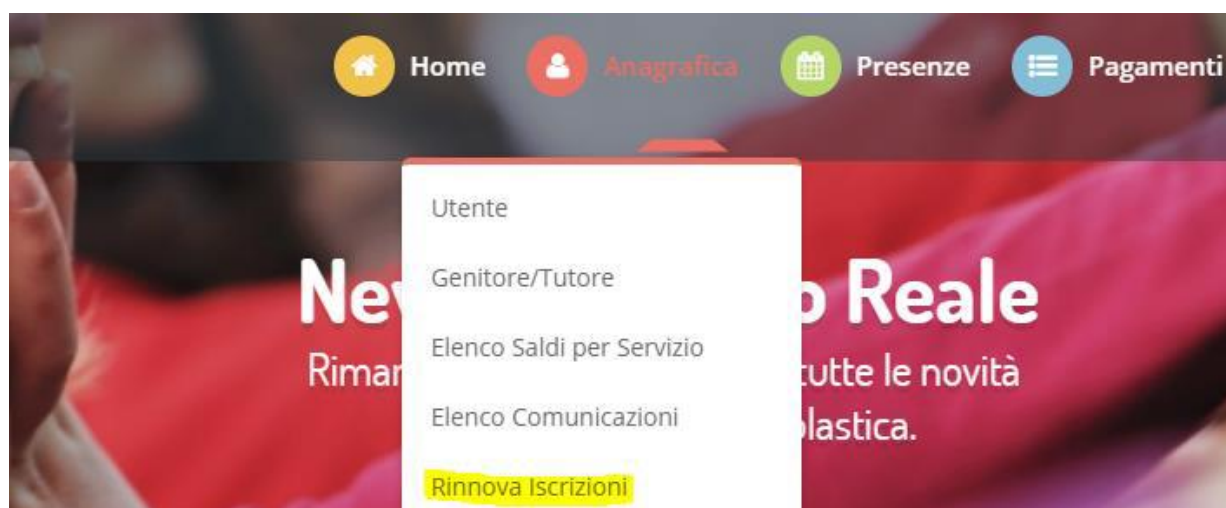 Home Anagrafica Presenze Pagamenti
Utente
Genitore/Tutore
Elenco Saldi per Servizio
Elenco Comunicazioni
Rinnova Iscrizioni
Reale
tutte le novità